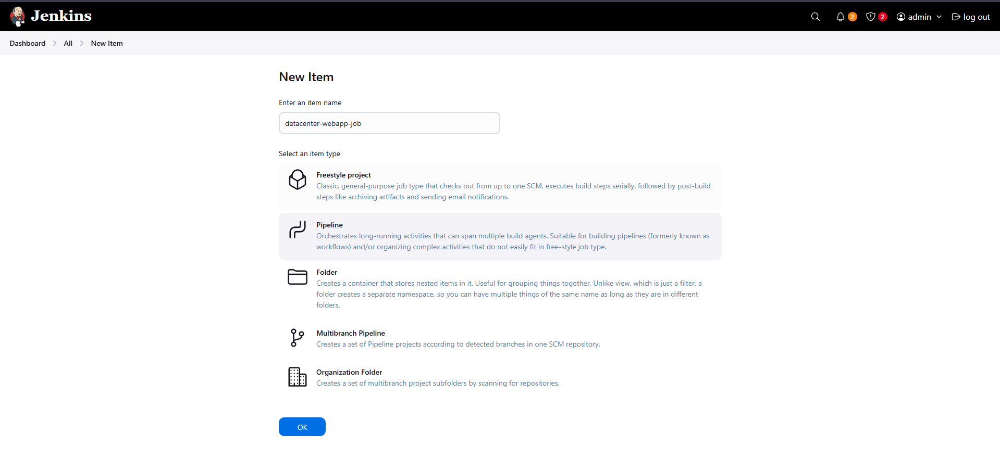 Jenkins
2
2
admin
log out
Dashboard
All
New Item
New Item
Enter an item name
datacenter-webapp-job
Select an item type
Freestyle project
Classic, general-purpose job type that checks out from up to one SCM, executes build steps serially, followed by post-build
steps like archiving artifacts and sending email notifications.
Pipeline
Orchestrates long-running activities that can span multiple build agents. Suitable for building pipelines (formerly known as
workflows) and/or organizing complex activities that do not easily fit in free-style job type.
Folder
Creates a container that stores nested items in it. Useful for grouping things together. Unlike view, which is just a filter, a
folder creates a separate namespace, so you can have multiple things of the same name as long as they are in different
folders.
Multibranch Pipeline
Creates a set of Pipeline projects according to detected branches in one SCM repository.
Organization Folder
Creates a set of multibranch project subfolders by scanning for repositories.
OK